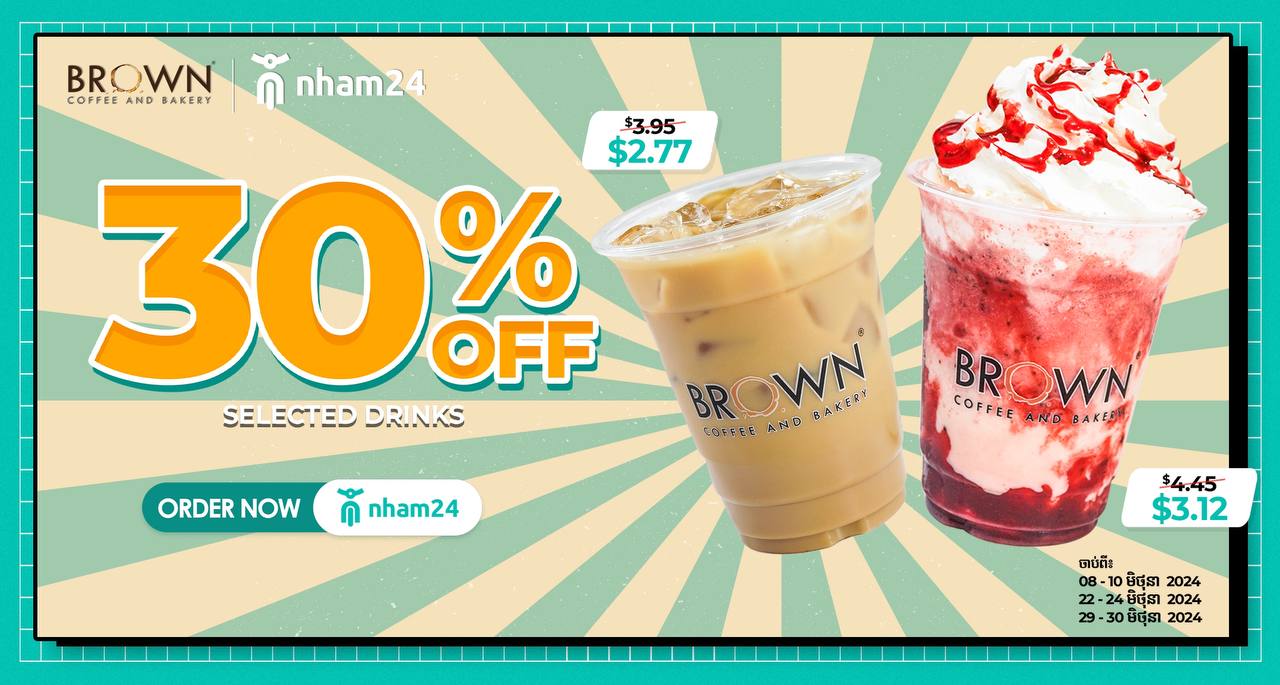 BROWN®
COFFEE AND BAKERY
nham24
30%
OFF
SELECTED DRINKS
ORDER NOW
nham24
$3.95
$2.77
BROWN®
COFFEE AND BAKERY
BROWN®
COFFEE AND BAKERY
$4.45
$3.12
ចាប់ពី៖
08 - 10 មិថុនា 2024
22 - 24 មិថុនា 2024
29 - 30 មិថុនា 2024